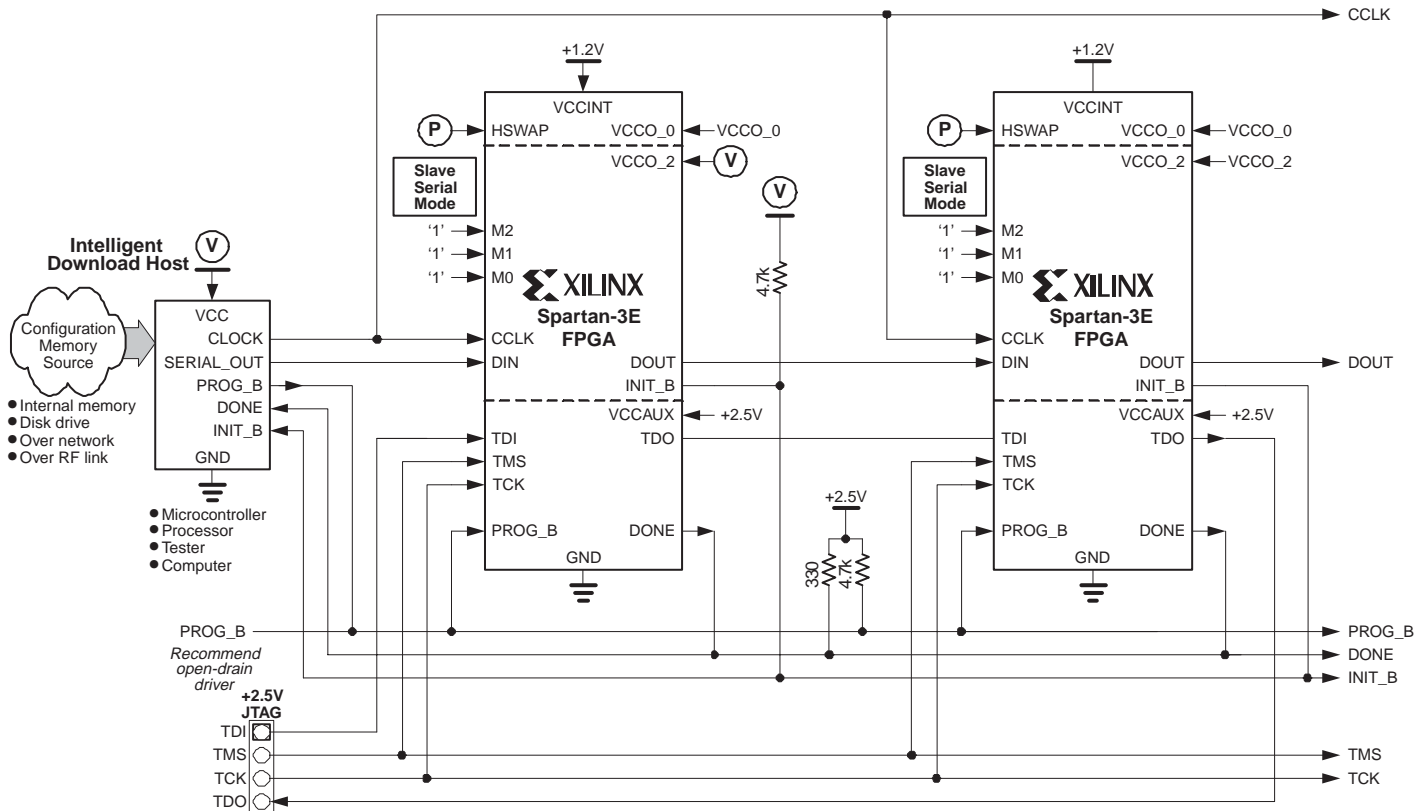 CCLK
+1.2V
+1.2V
VCCINT
VCCINT
P
HSWAP
VCCO_0
VCCO_0
P
HSWAP
VCCO_0
VCCO_0
VCCO_2
V
VCCO_2
VCCO_2
Slave
Serial
Mode
V
Slave
Serial
Mode
'1'
M2
'1'
M1
'1'
M0
'1'
M2
'1'
M1
'1'
M0
4.7k
XILINX
Spartan-3E
FPGA
XILINX
Spartan-3E
FPGA
Intelligent
Download Host
V
VCC
Configuration
Memory
Source
CLOCK
SERIAL_OUT
PROG_B
DONE
INIT_B
GND
● Internal memory
● Disk drive
● Over network
● Over RF link
● Microcontroller
● Processor
● Tester
● Computer
CCLK
DIN
DOUT
INIT_B
CCLK
DIN
DOUT
DOUT
INIT_B
VCCAUX
+2.5V
TDI
TDO
TMS
TCK
PROG_B
DONE
GND
VCCAUX
+2.5V
TDI
TDO
TMS
TCK
PROG_B
DONE
GND
+2.5V
330
4.7k
PROG_B
PROG_B
Recommend
open-drain
driver
DONE
INIT_B
+2.5V
JTAG
TDI
TMS
TMS
TCK
TCK
TDO